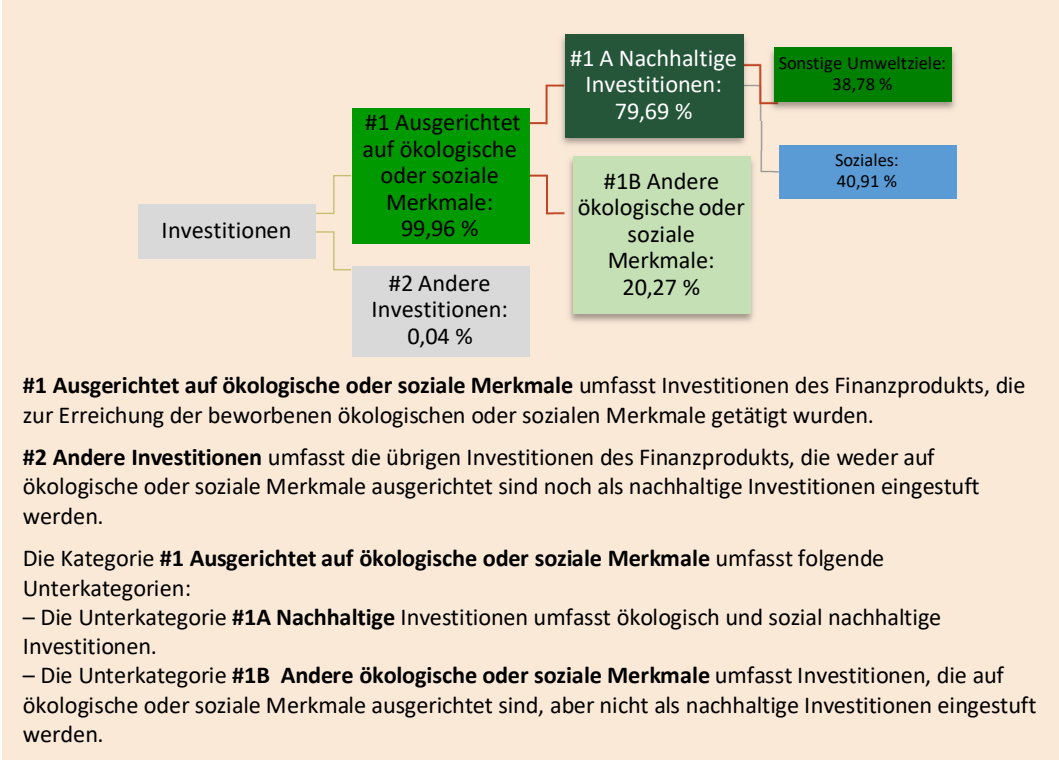 #1 A Nachhaltige
Investitionen:
79,69 %
Sonstige Umweltziele:
38,78 %
#1 Ausgerichtet
auf ökologische
oder soziale
Merkmale:
99,96 %
Soziales:
40,91 %
#1B Andere
ökologische oder
soziale
Merkmale:
20,27 %
Investitionen
#2 Andere
Investitionen:
0,04 %
#1 Ausgerichtet auf ökologische oder soziale Merkmale umfasst Investitionen des Finanzprodukts, die
zur Erreichung der beworbenen ökologischen oder sozialen Merkmale getätigt wurden.
#2 Andere Investitionen umfasst die übrigen Investitionen des Finanzprodukts, die weder auf
ökologische oder soziale Merkmale ausgerichtet sind noch als nachhaltige Investitionen eingestuft
werden.
Die Kategorie #1 Ausgerichtet auf ökologische oder soziale Merkmale umfasst folgende
Unterkategorien:
– Die Unterkategorie #1A Nachhaltige Investitionen umfasst ökologisch und sozial nachhaltige
Investitionen.
– Die Unterkategorie #1B Andere ökologische oder soziale Merkmale umfasst Investitionen, die auf
ökologische oder soziale Merkmale ausgerichtet sind, aber nicht als nachhaltige Investitionen eingestuft
werden.